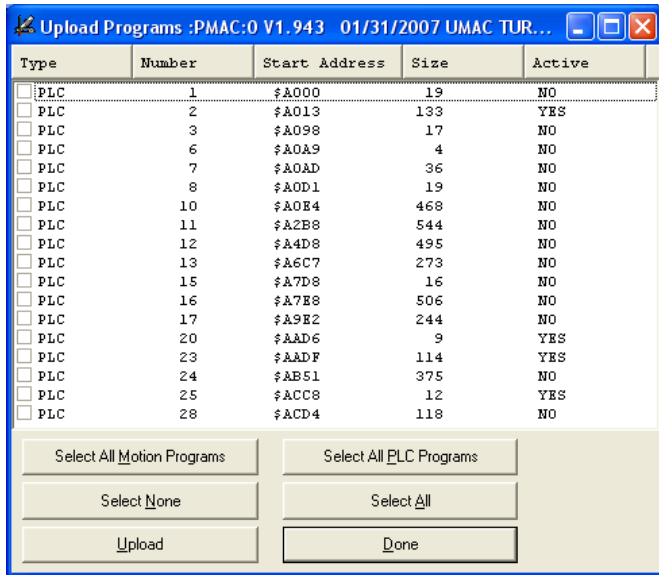 Upload Programs :PMAC:0 V1.943 01/31/2007 UMAC TUR...
Type Number Start Address Size Active
PLC 1 $A000 19 NO
PLC 2 $A013 133 YES
PLC 3 $A098 17 NO
PLC 6 $A0A9 4 NO
PLC 7 $A0AD 36 NO
PLC 8 $A0D1 19 NO
PLC 10 $A0E4 468 NO
PLC 11 $A2B8 544 NO
PLC 12 $A4D8 495 NO
PLC 13 $A6C7 273 NO
PLC 15 $A7D8 16 NO
PLC 16 $A7E8 506 NO
PLC 17 $A9E2 244 NO
PLC 20 $AAD6 9 YES
PLC 23 $AADF 114 YES
PLC 24 $AB51 375 NO
PLC 25 $ACC8 12 YES
PLC 28 $ACD4 118 NO
Select All Motion Programs Select All PLC Programs
Select None Select All
Upload Done